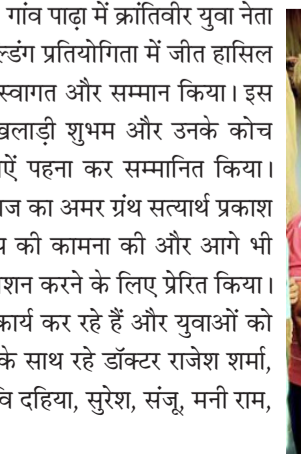 गांव पाढ़ा में क्रांतिवीर युवा नेता
ल्डिंग प्रतियोगिता में जीत हासिल
स्वागत और सम्मान किया। इस
खलाड़ी शुभम और उनके कोच
पहना कर सम्मानित किया।
का अमर ग्रंथ सत्यार्थ प्रकाश
की कामना की और आगे भी
करने के लिए प्रेरित किया।
कार्य कर रहे हैं और युवाओं को
के साथ रहे डॉक्टर राजेश शर्मा,
दहिया, सुरेश, संजू, मनी राम,